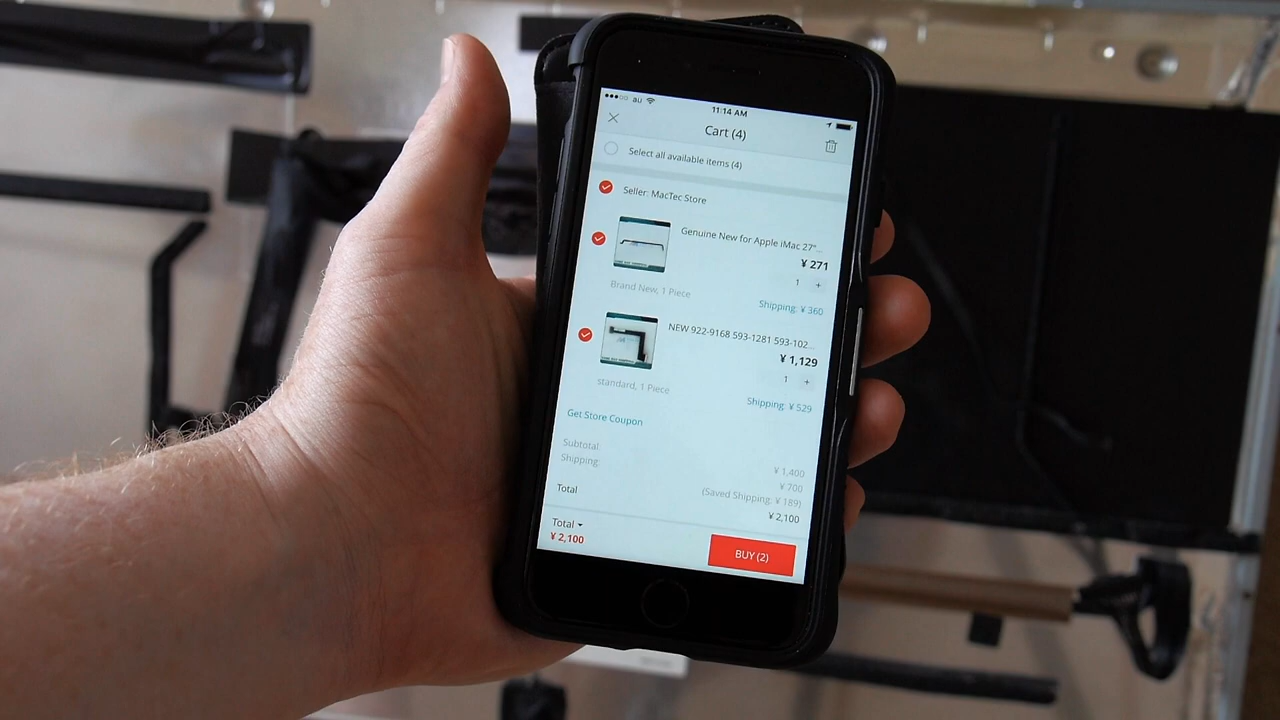 au
11:14 AM
Cart (4)
Select all available items (4)
Seller: MacTec Store
Genuine New for Apple iMac 27"...
¥ 271
1 +
Brand New, 1 Piece
Shipping: ¥ 360
NEW 922-9168 593-1281 593-102...
¥ 1,129
1 +
standard, 1 Piece
Shipping: ¥ 529
Get Store Coupon
Subtotal: ¥ 1,400
Shipping: ¥ 700
(Saved Shipping: ¥ 189)
Total ¥ 2,100
Total
¥ 2,100
BUY (2)